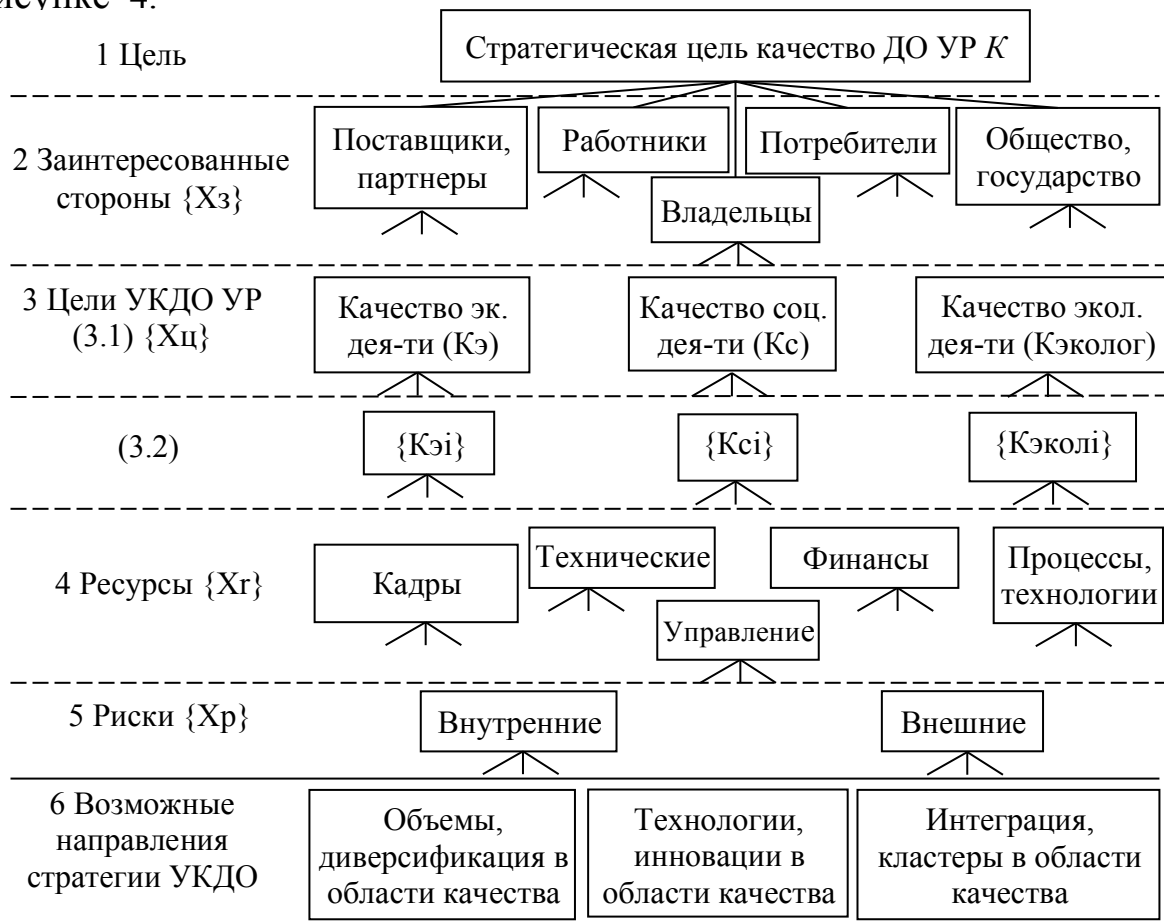 исунке 4.
1 Цель
Стратегическая цель качество ДО УР К
2 Заинтересованные
стороны {Хз}
Поставщики,
партнеры
Работники
Владельцы
Потребители
Общество,
государство
3 Цели УКДО УР
(3.1) {Хц}
Качество эк.
дея-ти (Кэ)
Качество соц.
дея-ти (Кс)
Качество экол.
дея-ти (Кэколог)
(3.2)
{Кэi}
{Ксi}
{Кэколi}
4 Ресурсы {Хr}
Кадры
Технические
Управление
Финансы
Процессы,
технологии
5 Риски {Хр}
Внутренние
Внешние
6 Возможные
направления
стратегии УКДО
Объемы,
диверсификация в
области качества
Технологии,
инновации в
области качества
Интеграция,
кластеры в области
качества